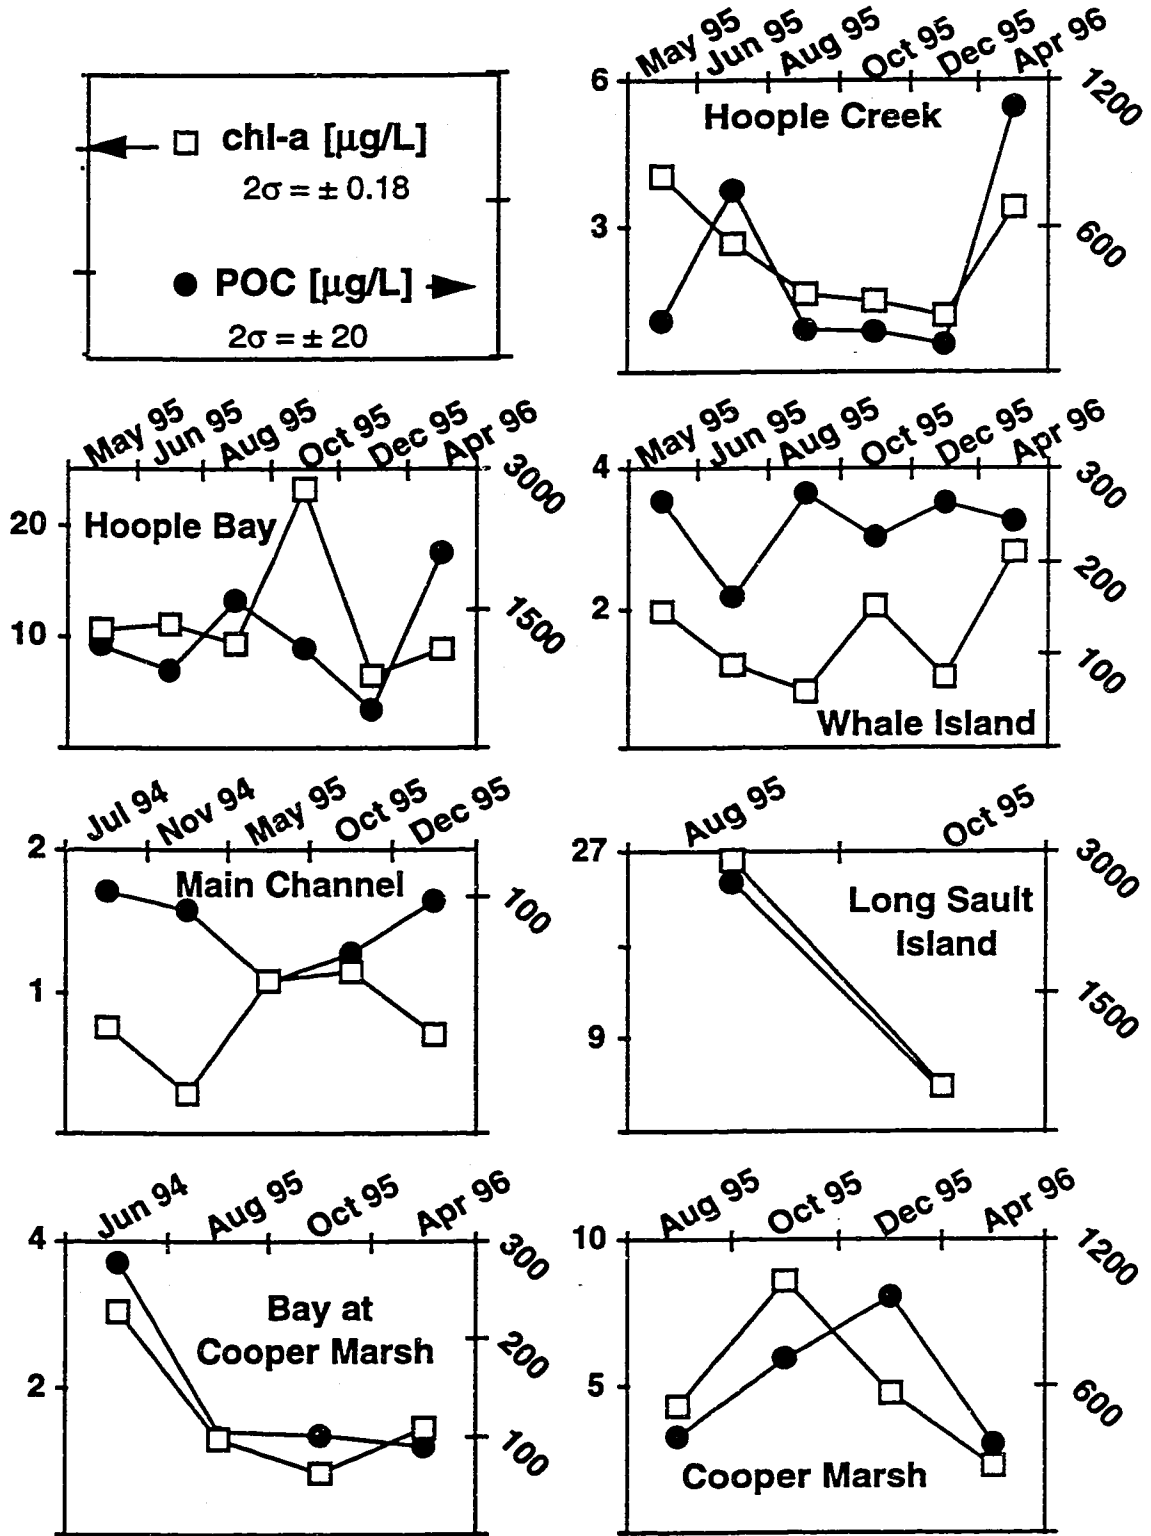 chl-a [µg/L]
2σ = ± 0.18
POC [µg/L]
2σ = ± 20
May 95 Jun 95 Aug 95 Oct 95 Dec 95 Apr 96
6 1200
Hoople Creek
3 600
May 95 Jun 95 Aug 95 Oct 95 Dec 95 Apr 96
3000
20 Hoople Bay
10 1500
May 95 Jun 95 Aug 95 Oct 95 Dec 95 Apr 96
4 300
200
2
100
Whale Island
Jul 94 Nov 94 May 95 Oct 95 Dec 95
2
Main Channel 100
1
Aug 95 Oct 95
27 3000
Long Sault
Island
1500
9
Jun 94 Aug 95 Oct 95 Apr 96
4 300
Bay at
Cooper Marsh 200
2
100
Aug 95 Oct 95 Dec 95 Apr 96
10 1200
5 600
Cooper Marsh